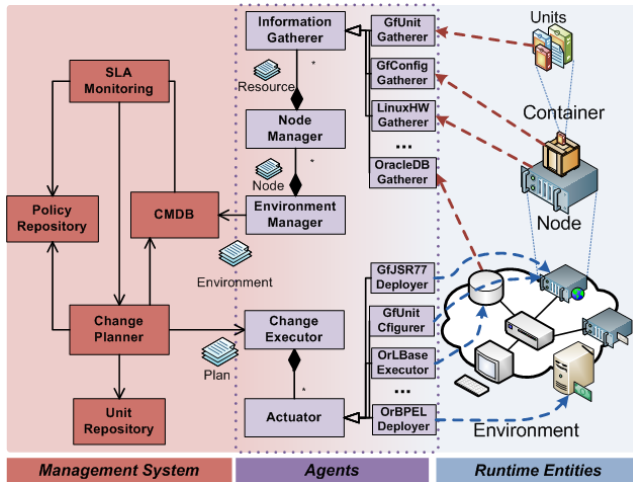 SLA
Monitoring
Policy
Repository
CMDB
Change
Planner
Unit
Repository
Information
Gatherer
Resource
*
Node
Manager
Node
*
Environment
Manager
Environment
Change
Executor
Plan
*
Actuator
GfUnit
Gatherer
GfConfig
Gatherer
LinuxHW
Gatherer
...
OracleDB
Gatherer
GfJSR77
Deployer
GfUnit
Cfigurer
OrLBase
Executor
...
OrBPEL
Deployer
Units
Container
Node
Environment
Management System
Agents
Runtime Entities